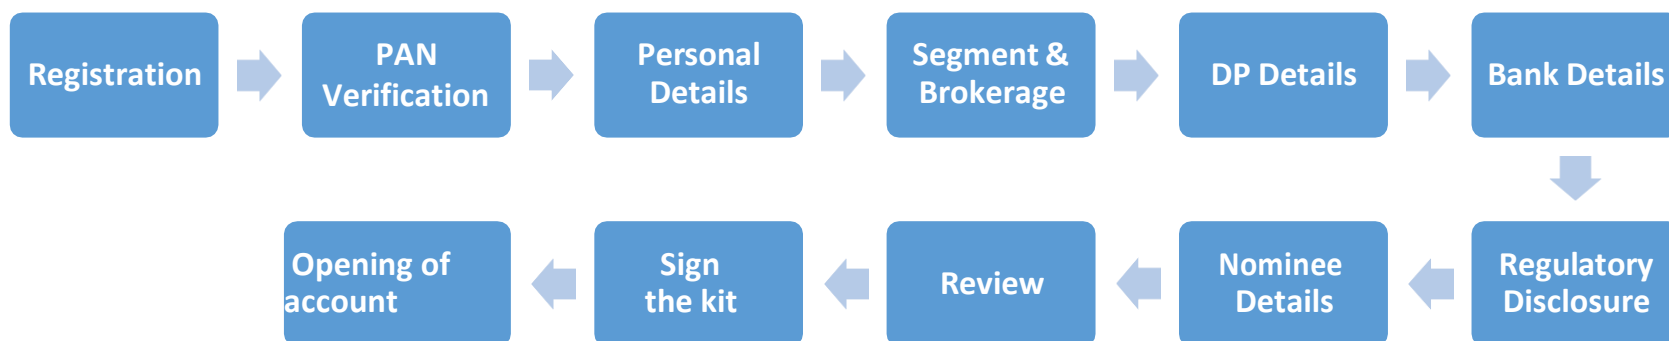 Registration
PAN
Verification
Personal
Details
Segment &
Brokerage
DP Details
Bank Details
Regulatory
Disclosure
Nominee
Details
Review
Sign
the kit
Opening of
account